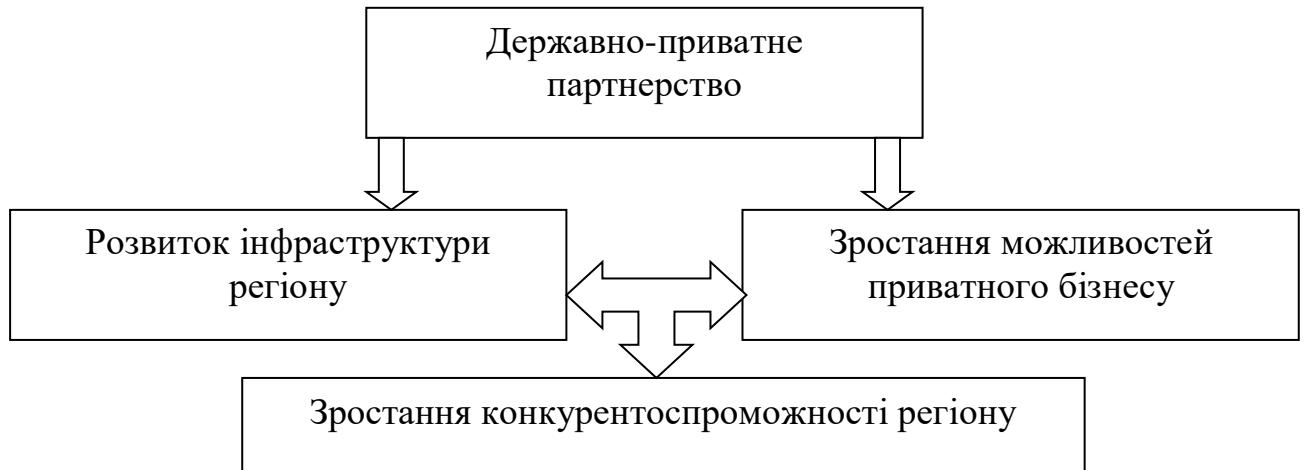 Державно-приватне
партнерство
Розвиток інфраструктури
регіону
Зростання можливостей
приватного бізнесу
Зростання конкурентоспроможності регіону